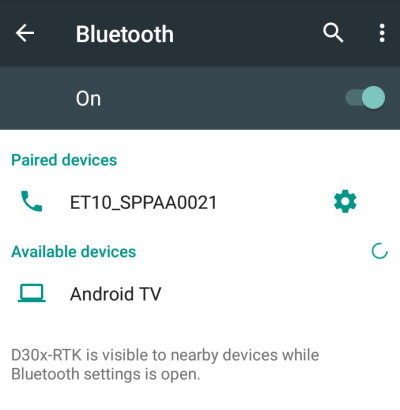 Bluetooth
On
Paired devices
ET10_SPPAA0021
Available devices
Android TV
D30x-RTK is visible to nearby devices while
Bluetooth settings is open.